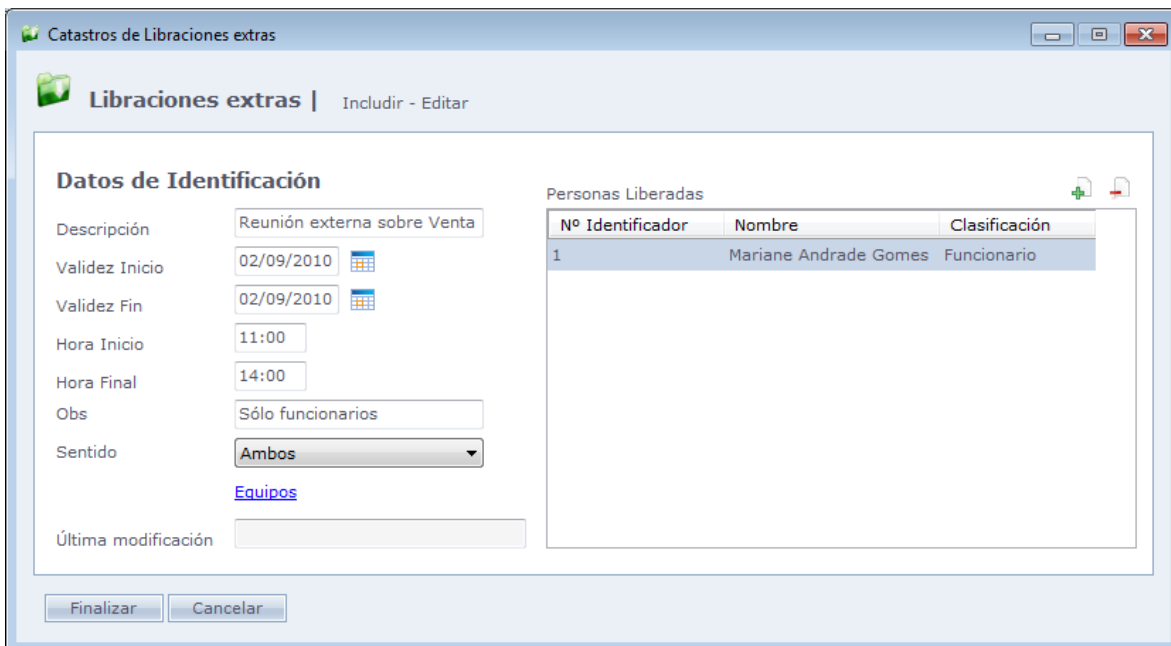 Catastros de Libraciones extras
Libraciones extras | Includir - Editar
Datos de Identificación
Descripción Reunión externa sobre Venta
Validez Inicio 02/09/2010
Validez Fin 02/09/2010
Hora Inicio 11:00
Hora Final 14:00
Obs Sólo funcionarios
Sentido Ambos
Equipos
Última modificación
Personas Liberadas
Nº Identificador Nombre Clasificación
1 Mariane Andrade Gomes Funcionario
Finalizar Cancelar